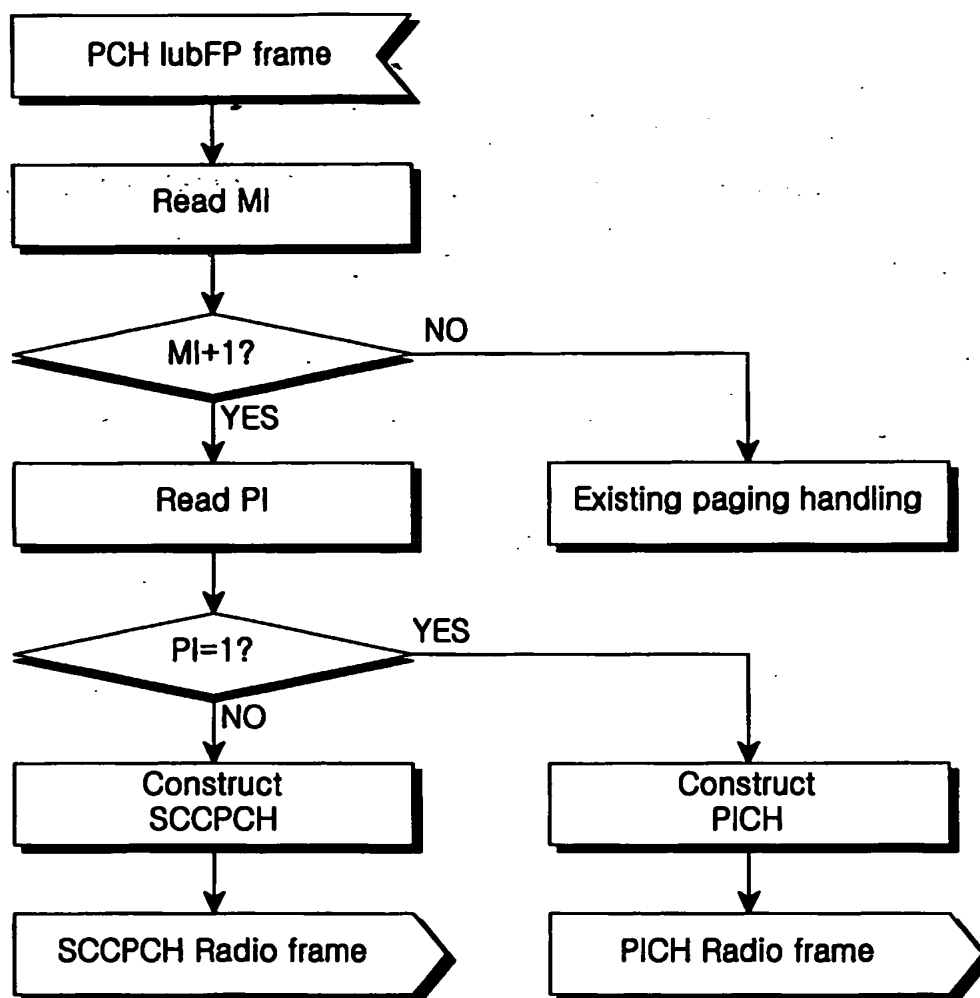 PCH IubFP frame
Read MI
MI+1?
NO
YES
Read PI
Existing paging handling
PI=1?
YES
NO
Construct
SCCPCH
Construct
PICH
SCCPCH Radio frame
PICH Radio frame